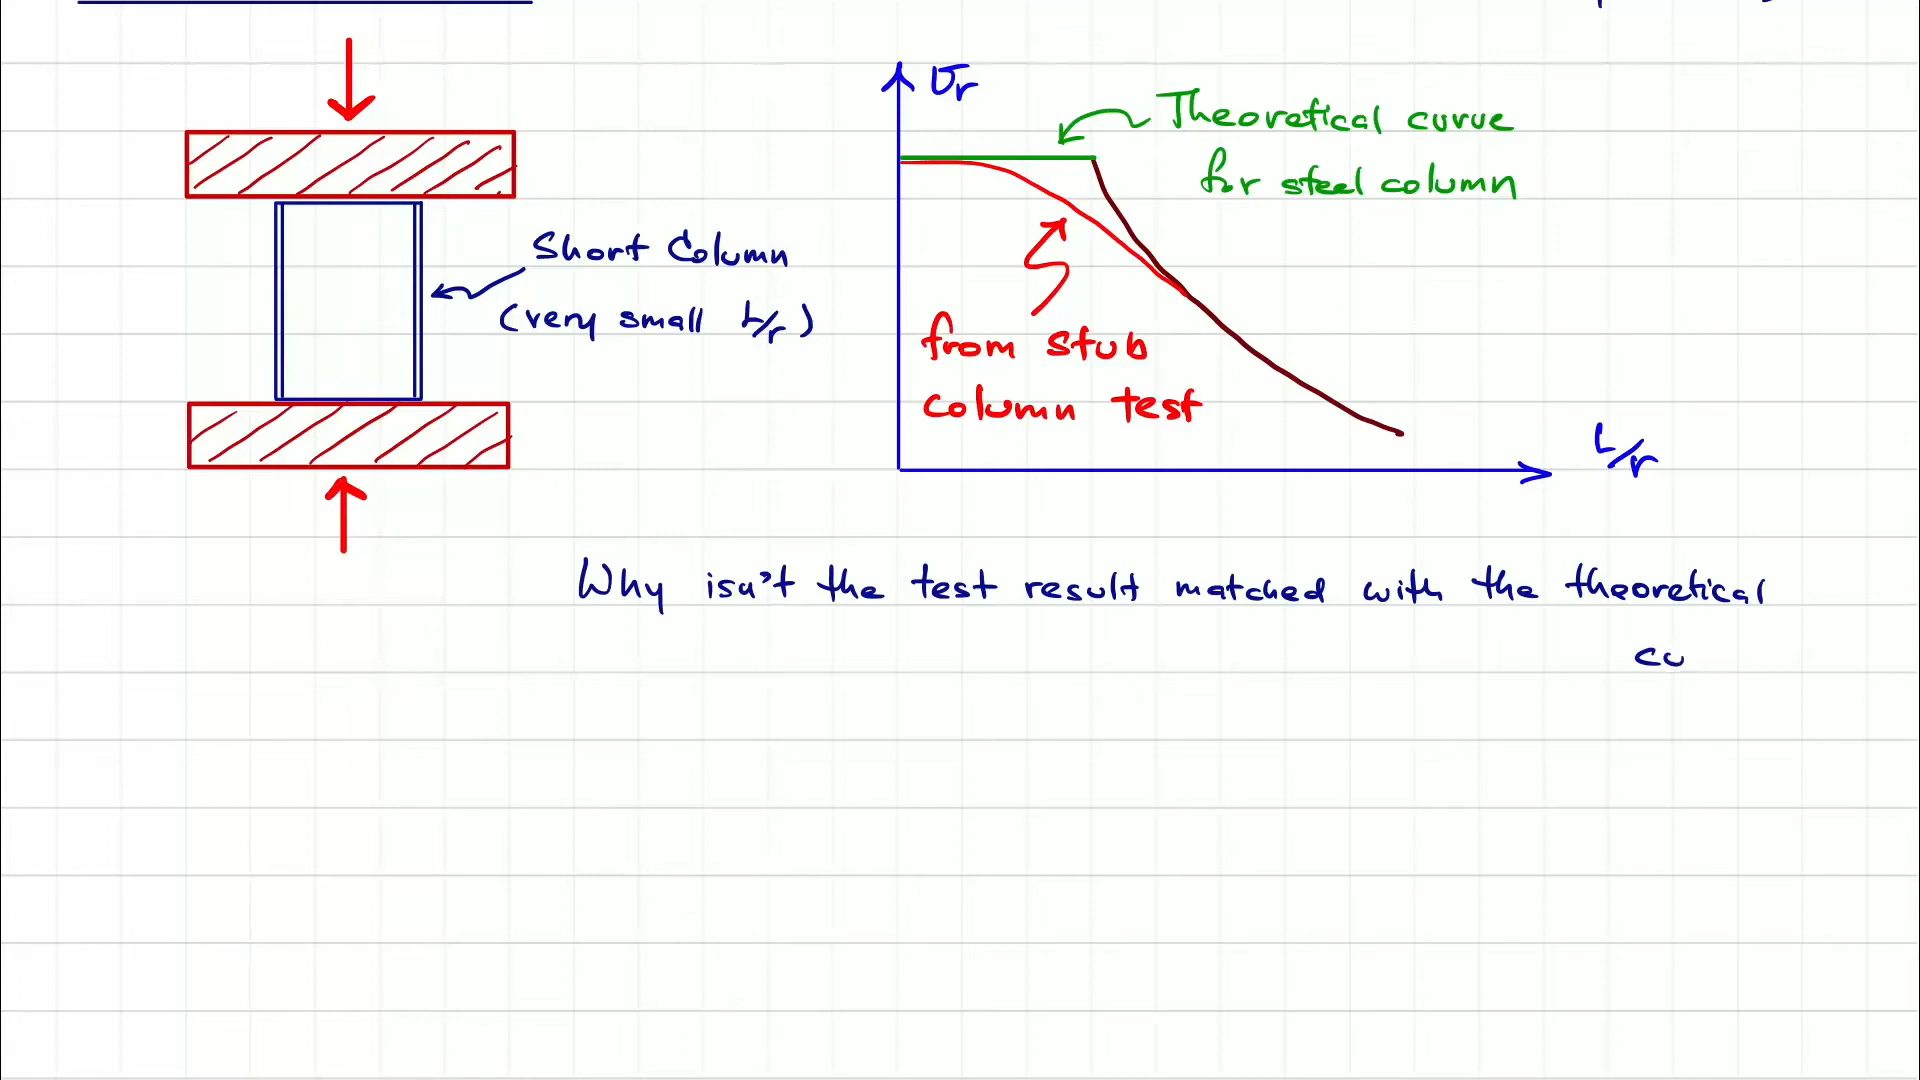 Short Column
(very small L/r)
σr
Theoretical curve
for steel column
from stub
column test
L/r
Why isn't the test result matched with the theoretical
cu